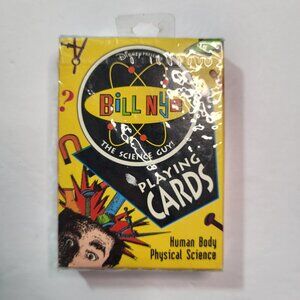 BiLL NYE
THE SCIENCE GUY!
PLAYING
CARDS
?
Human Body
Physical Science